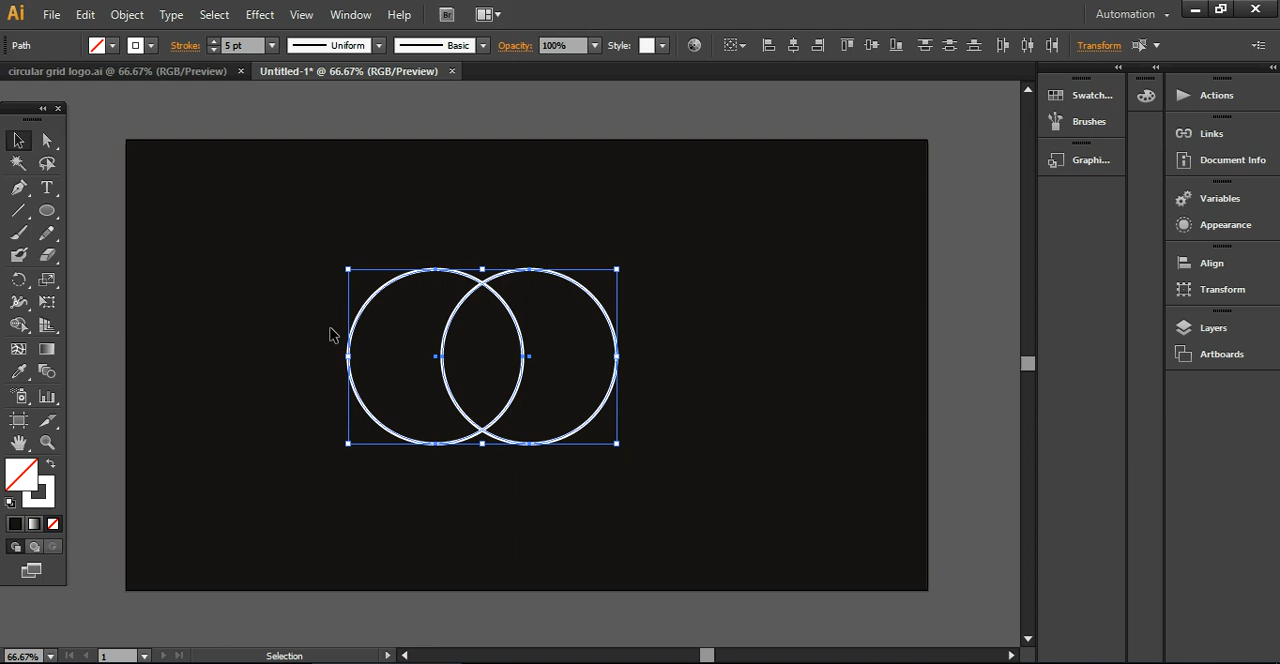 Ai File Edit Object Type Select Effect View Window Help Br Automation
Path Stroke: 5 pt Uniform Basic Opacity: 100% Style: Transform
circular grid logo.ai @ 66.67% (RGB/Preview) Untitled-1* @ 66.67% (RGB/Preview)
Swatch... Actions
Brushes
Links
Graphi... Document Info
Variables
Appearance
Align
Transform
Layers
Artboards
T
66.67% 1 Selection